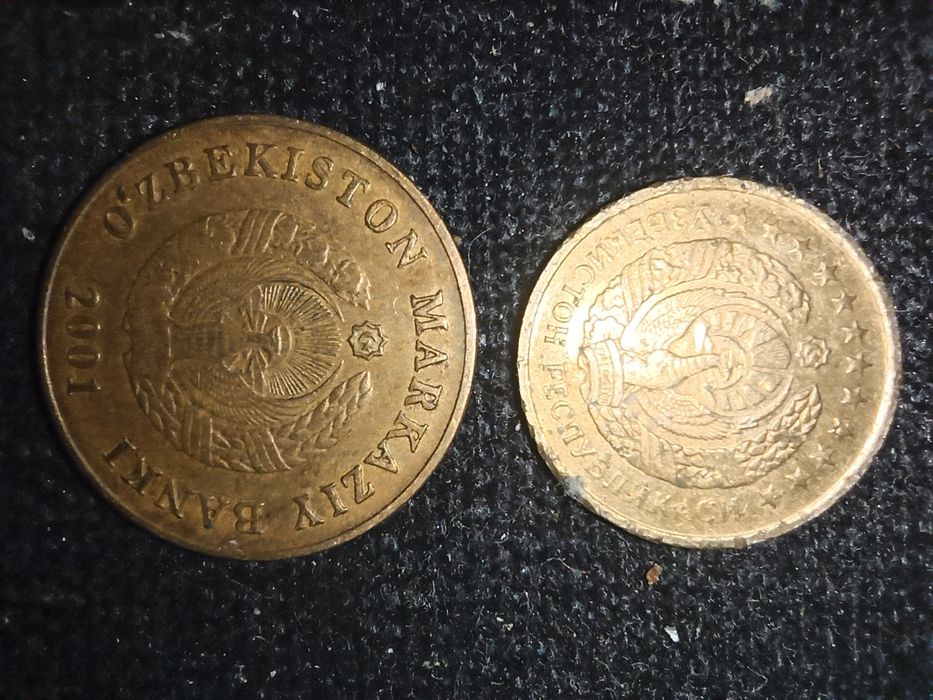 O'ZBEKISTON MARKAZIY BANKI
2001
ЎЗБЕКИСТОН РЕСПУБЛИКАСИ